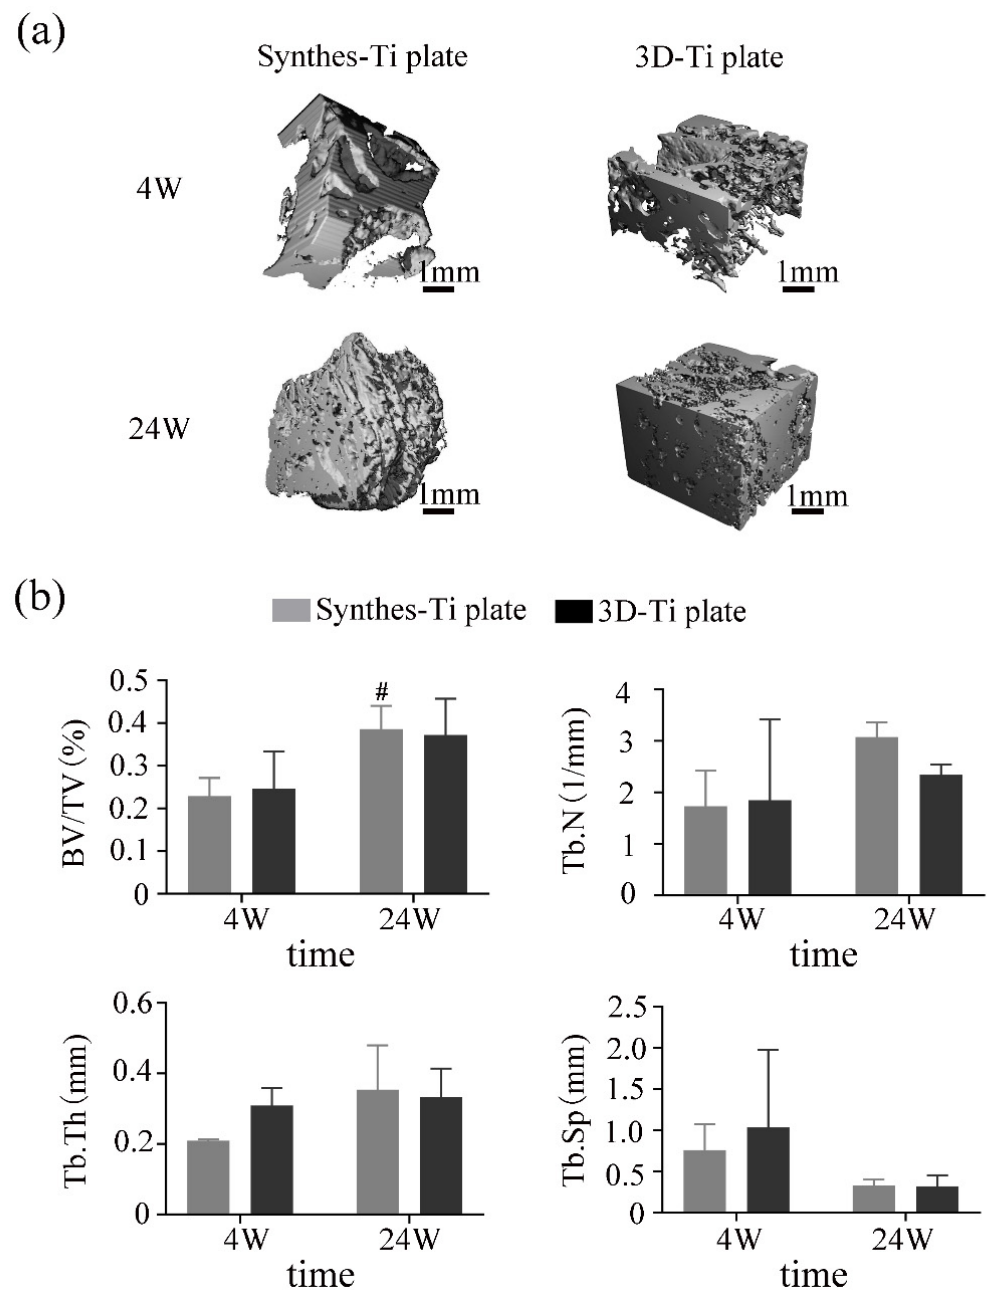 (a)
Synthes-Ti plate 3D-Ti plate
4W
1mm 1mm
24W
1mm 1mm
(b)
Synthes-Ti plate 3D-Ti plate
BV/TV (%)
0.5
0.4
0.3
0.2
0.1
0
#
4W 24W
time
Tb.N (1/mm)
4
3
2
1
0
4W 24W
time
Tb.Th (mm)
0.6
0.4
0.2
0
4W 24W
time
Tb.Sp (mm)
2.5
2.0
1.5
1.0
0.5
0
4W 24W
time